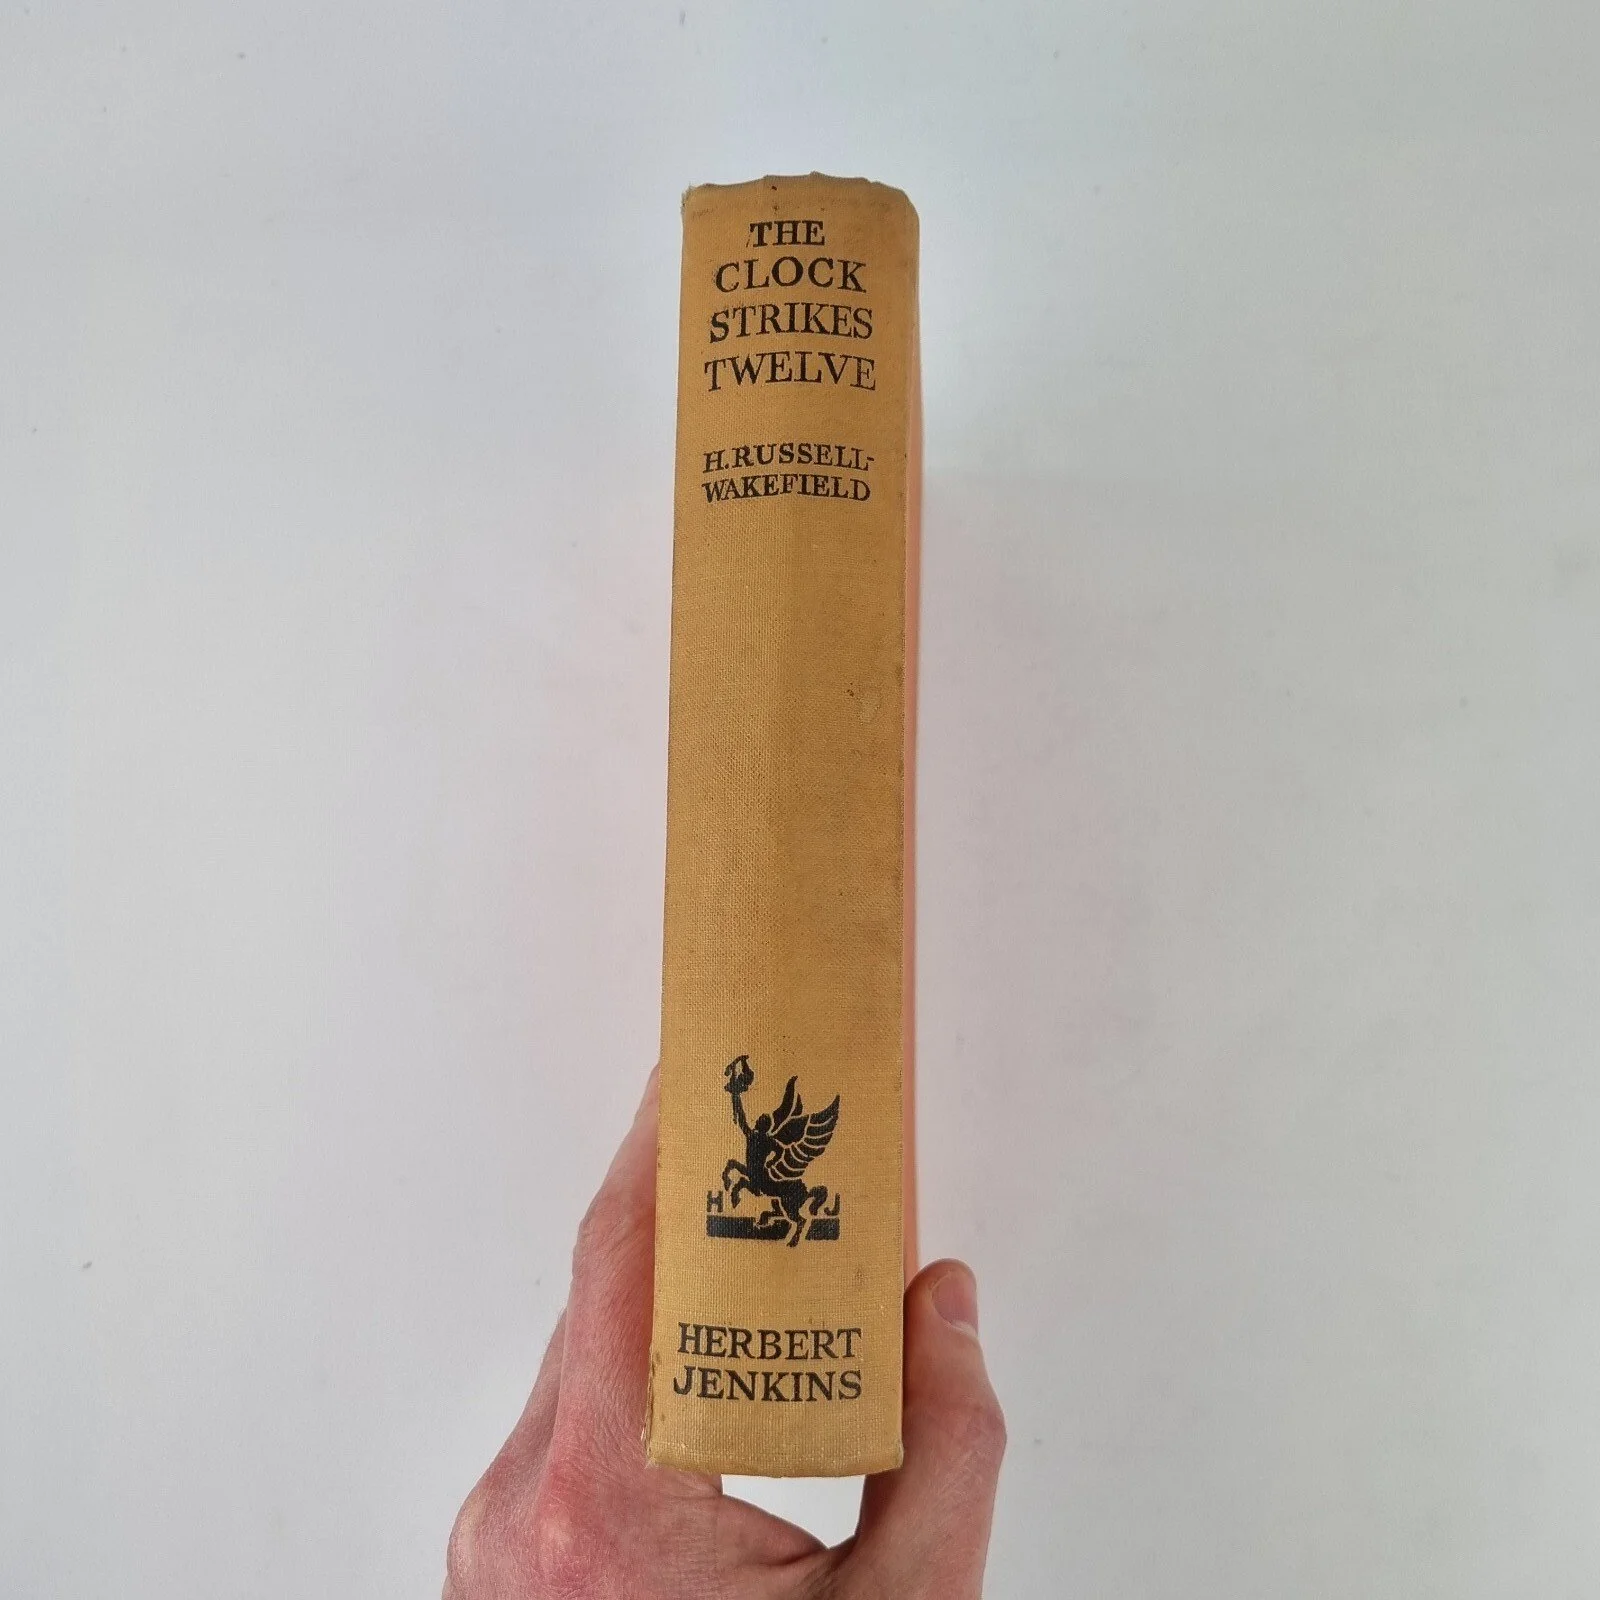 THE
CLOCK
STRIKES
TWELVE
H. RUSSELL-
WAKEFIELD
H J
HERBERT
JENKINS